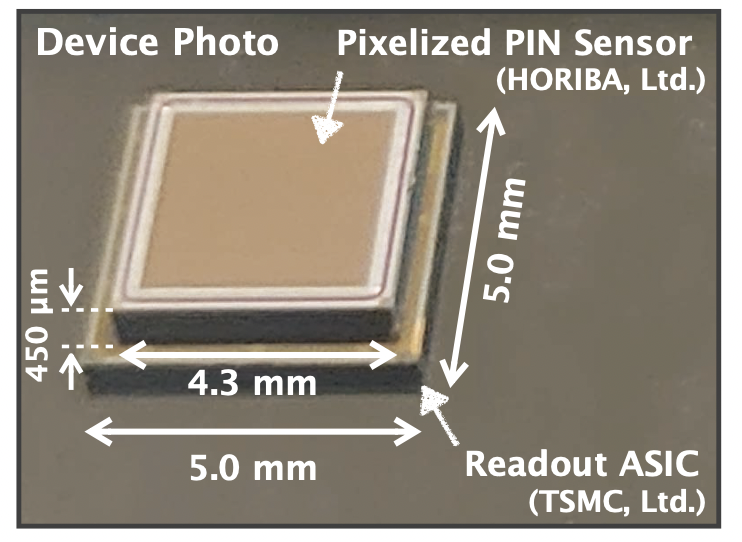 Device Photo
Pixelized PIN Sensor
(HORIBA, Ltd.)
5.0 mm
450 μm
4.3 mm
5.0 mm
Readout ASIC
(TSMC, Ltd.)